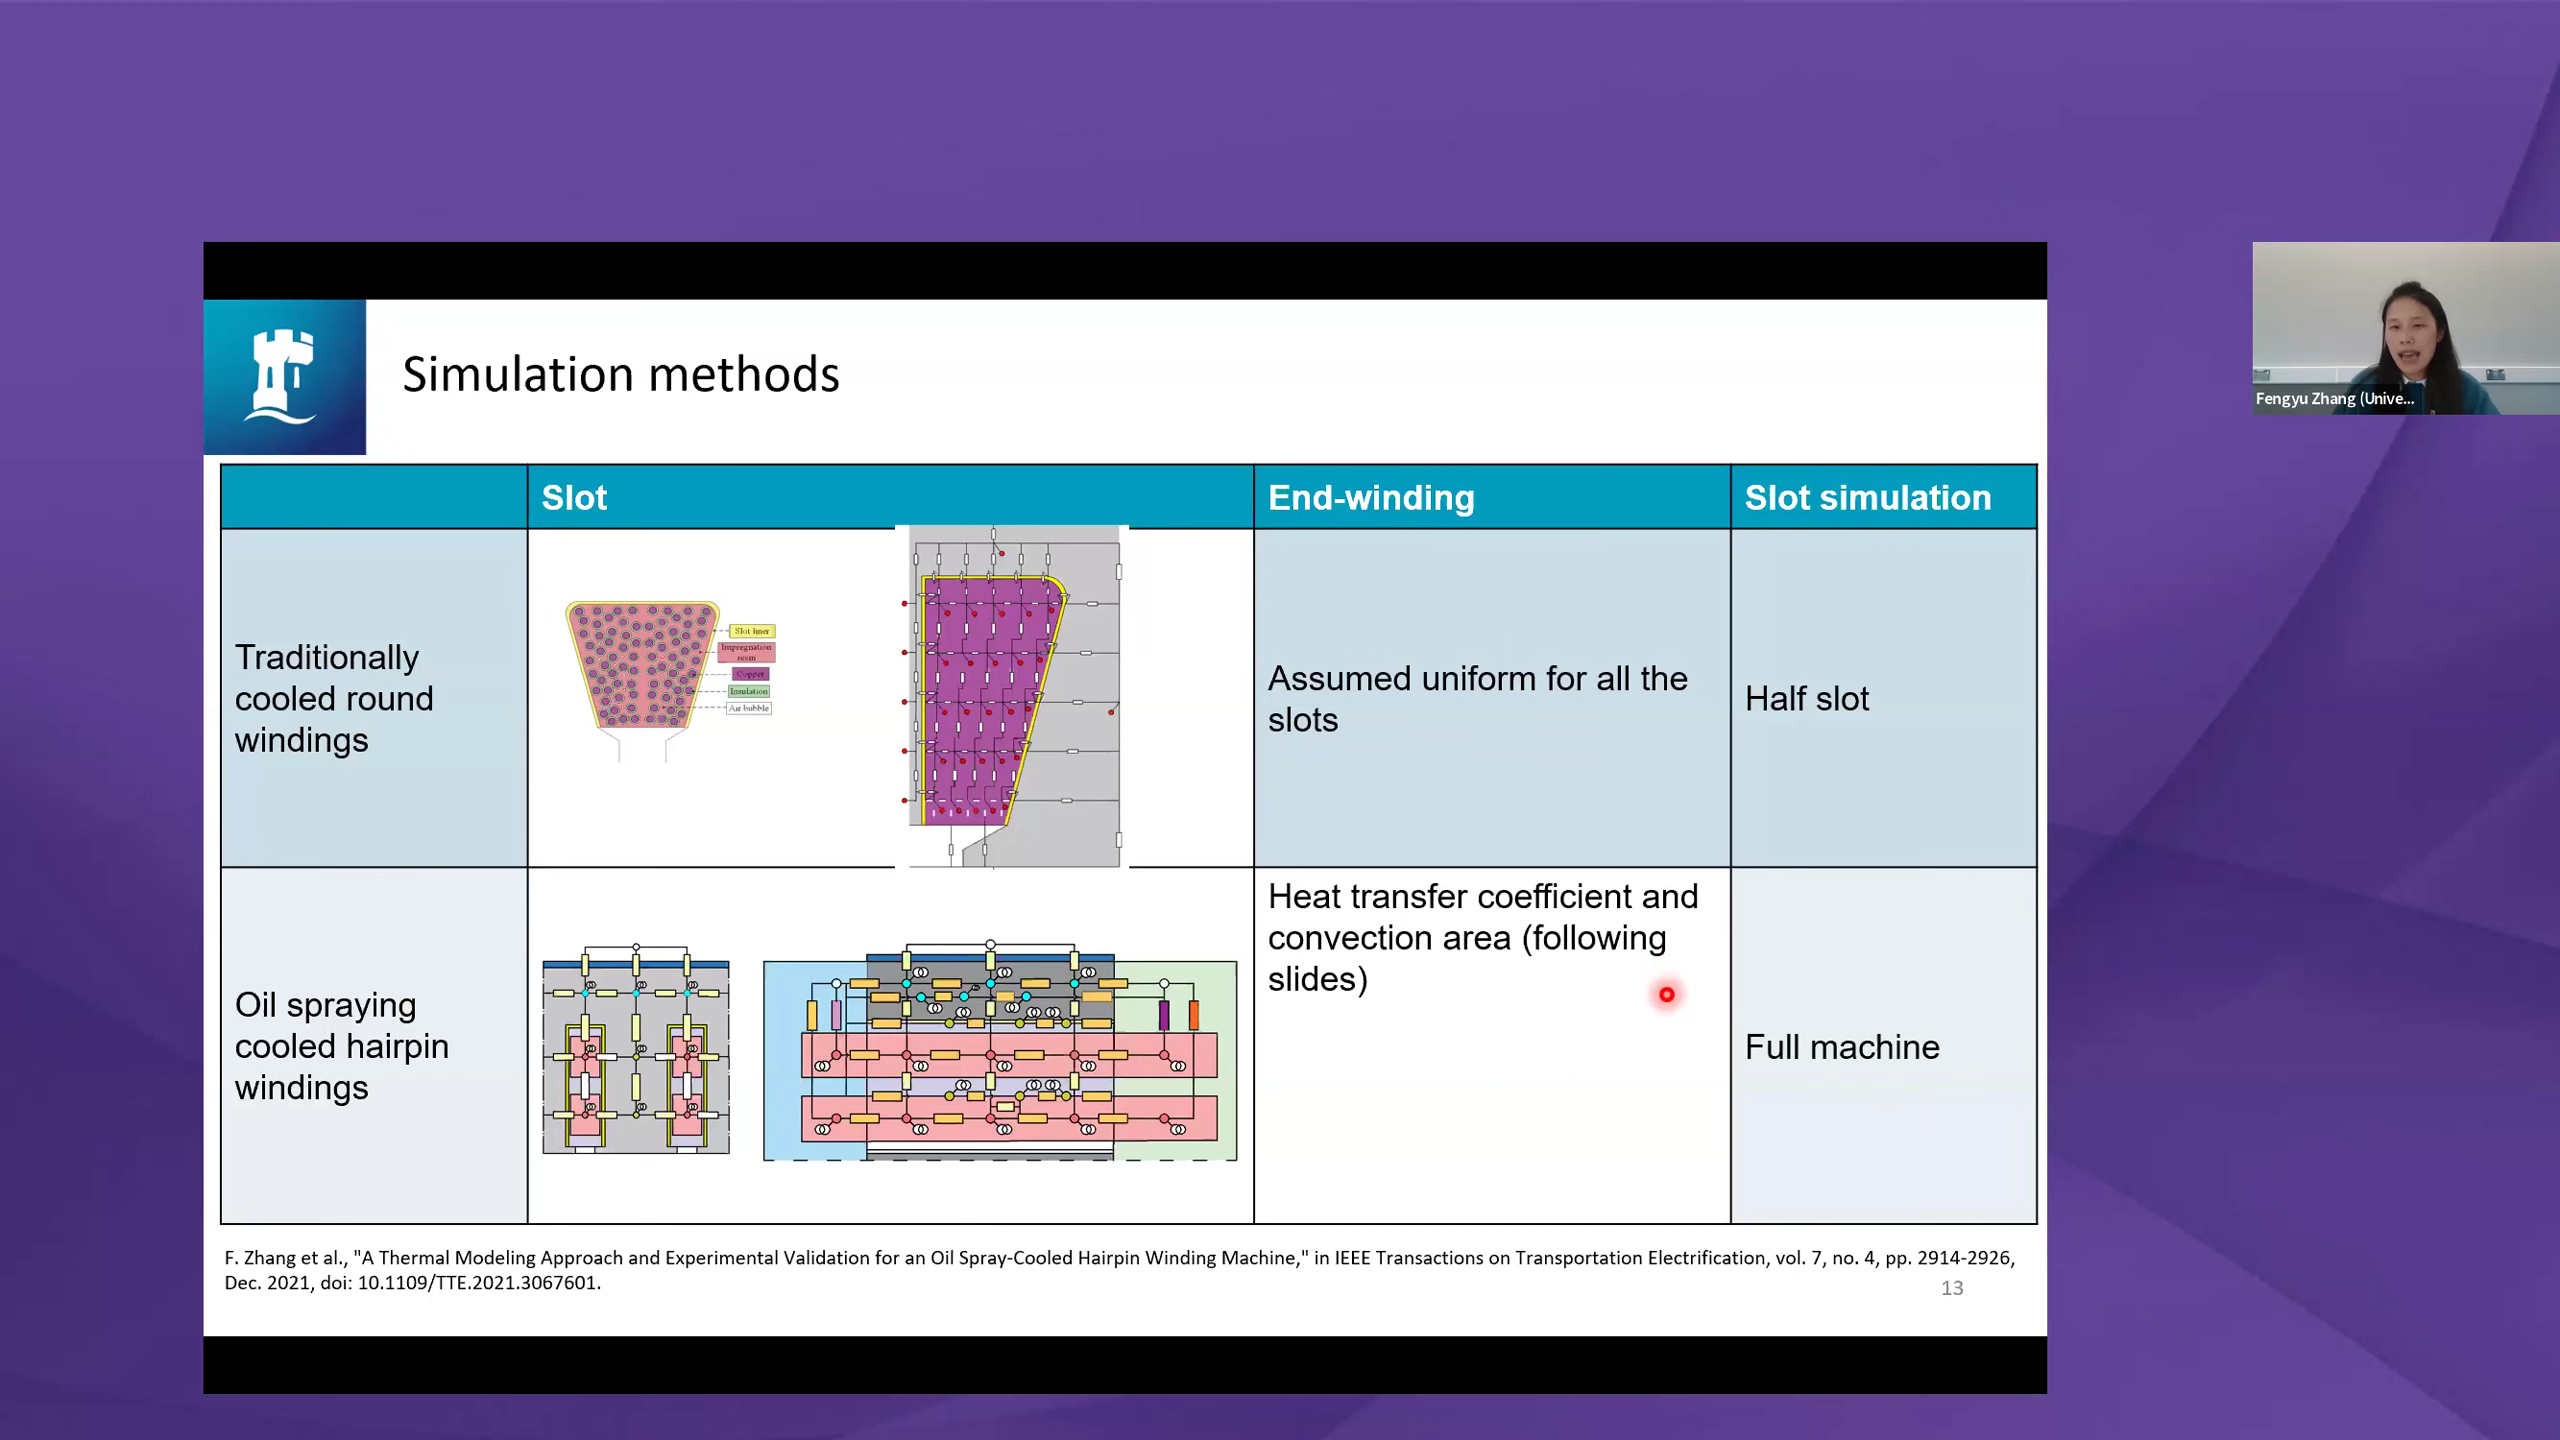 Simulation methods
Fengyu Zhang (Unive...
Slot
End-winding
Slot simulation
Traditionally
cooled round
windings
Slot liner
Impregnation
resin
Copper
Insulation
Air bubble
Assumed uniform for all the
slots
Half slot
Oil spraying
cooled hairpin
windings
Heat transfer coefficient and
convection area (following
slides)
Full machine
F. Zhang et al., "A Thermal Modeling Approach and Experimental Validation for an Oil Spray-Cooled Hairpin Winding Machine," in IEEE Transactions on Transportation Electrification, vol. 7, no. 4, pp. 2914-2926,
Dec. 2021, doi: 10.1109/TTE.2021.3067601.
13